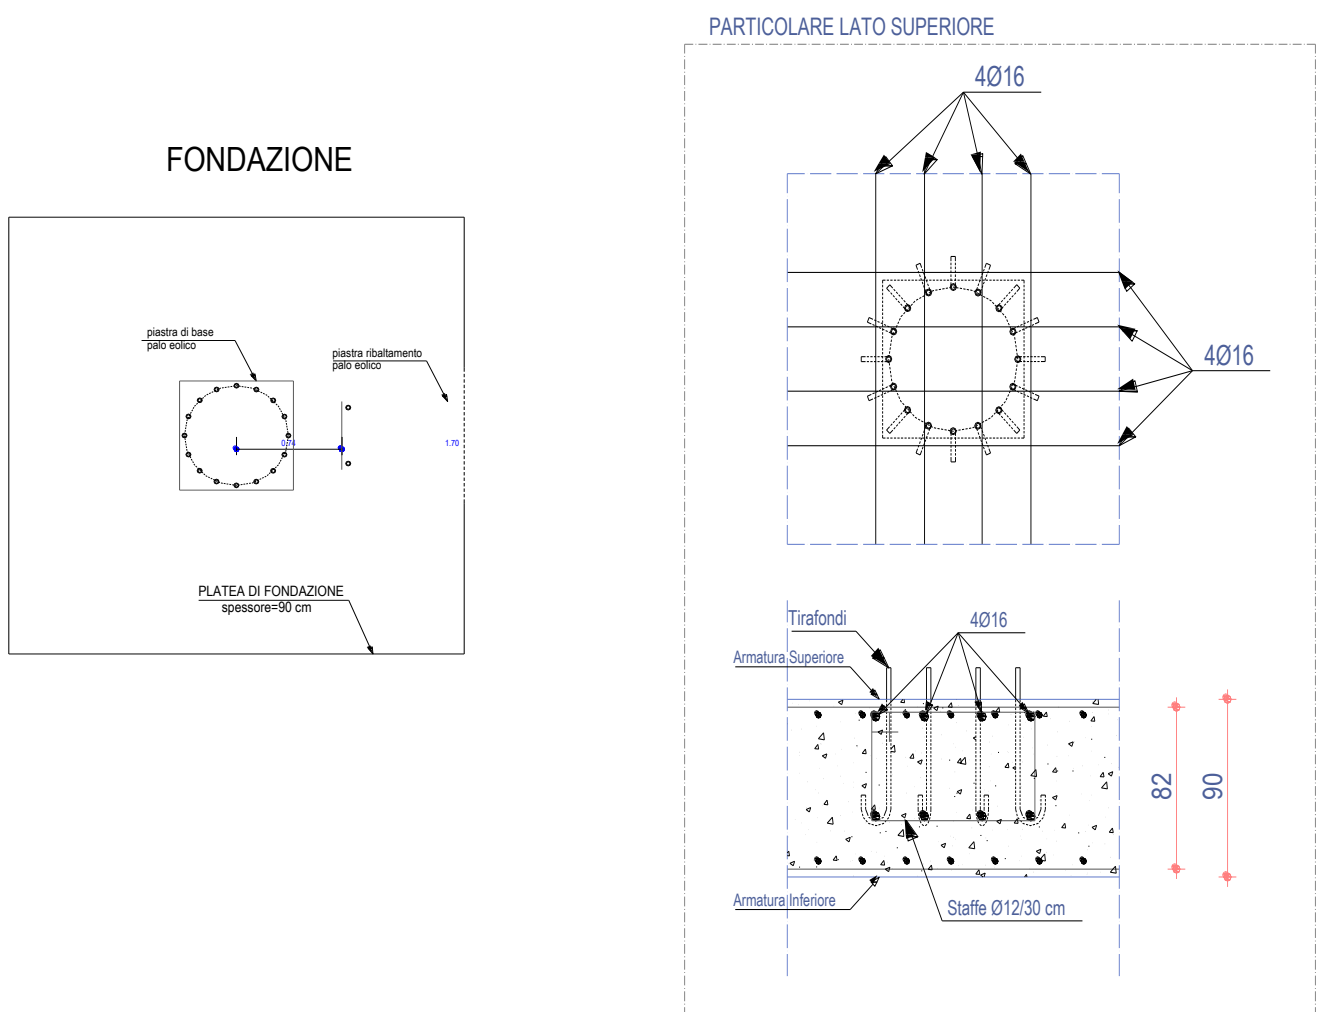 PARTICOLARE LATO SUPERIORE
4Ø16
FONDAZIONE
piastra di base
palo eolico
piastra ribaltamento
palo eolico
0.74
1.70
4Ø16
PLATEA DI FONDAZIONE
spessore=90 cm
Tirafondi
4Ø16
Armatura Superiore
82
90
Armatura Inferiore
Staffe Ø12/30 cm